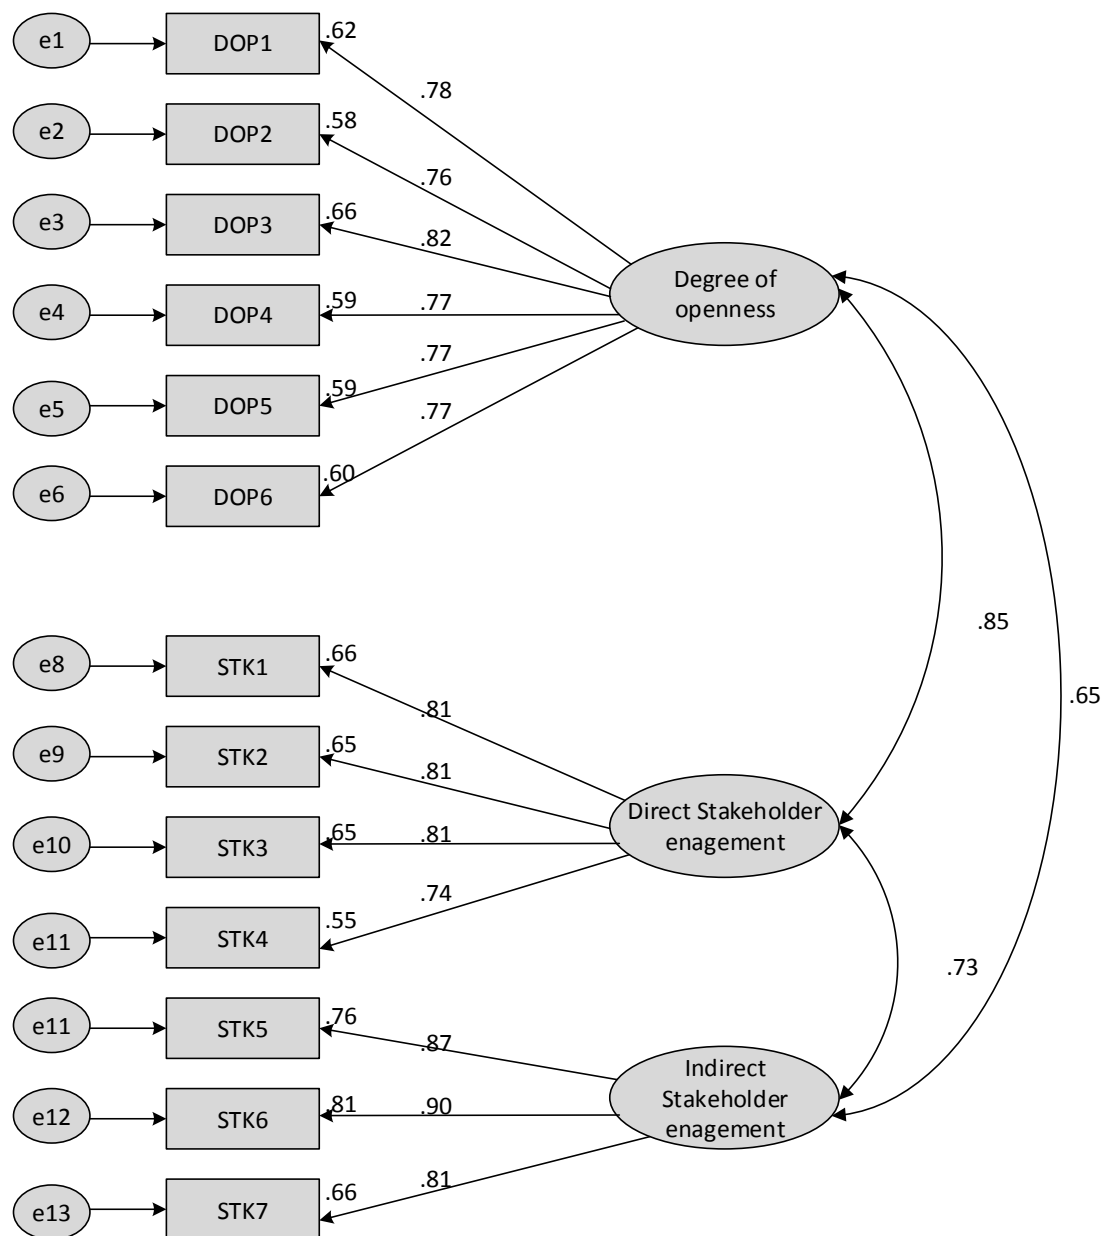 e1
DOP1
.62
.78
e2
DOP2
.58
.76
e3
DOP3
.66
.82
Degree of
openness
e4
DOP4
.59
.77
e5
DOP5
.59
.77
e6
DOP6
.60
.77
.85
.65
e8
STK1
.66
.81
e9
STK2
.65
.81
Direct Stakeholder
enagement
e10
STK3
.65
.81
e11
STK4
.55
.74
.73
e11
STK5
.76
.87
Indirect
Stakeholder
enagement
e12
STK6
.81
.90
e13
STK7
.66
.81